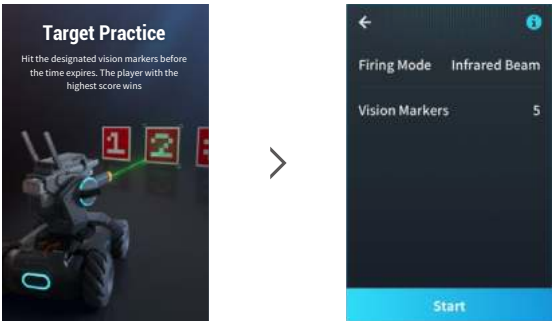 Target Practice
Hit the designated vision markers before
the time expires. The player with the
highest score wins
1 2
Firing Mode Infrared Beam
Vision Markers 5
Start